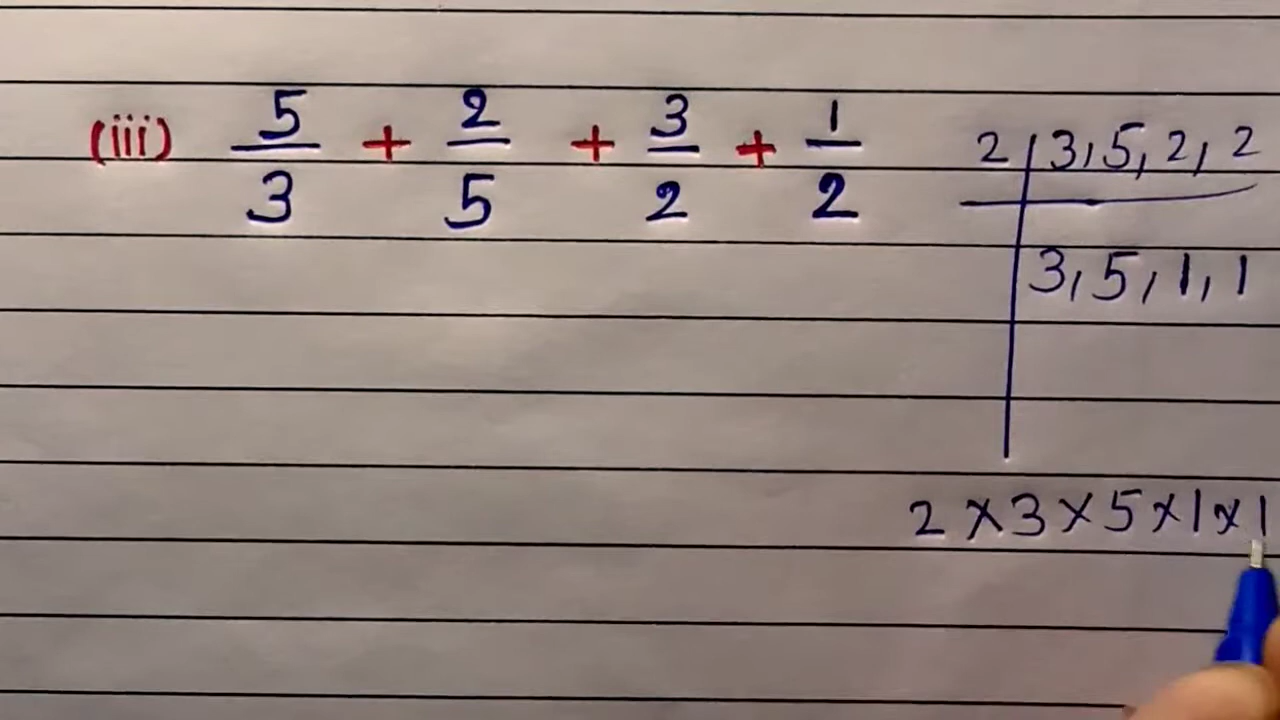 (iii) 5/3 + 2/5 + 3/2 + 1/2
2 | 3, 5, 2, 2
3, 5, 1, 1
2 × 3 × 5 × 1 × 1